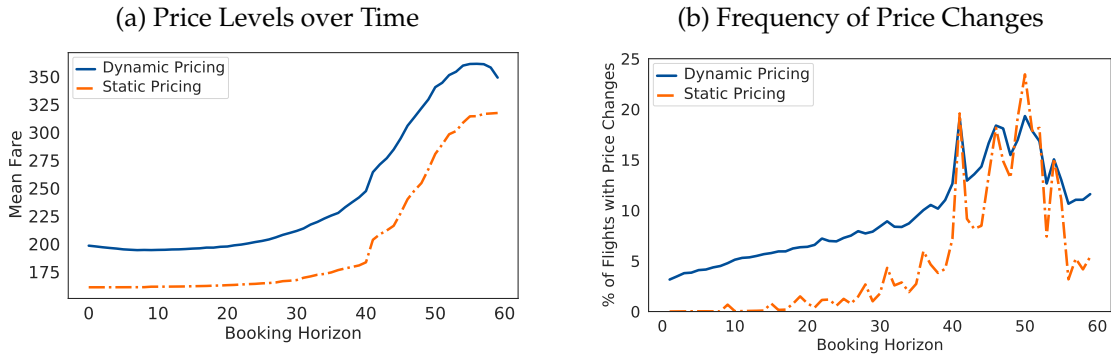 (a) Price Levels over Time
Dynamic Pricing
Static Pricing
Mean Fare
350
325
300
275
250
225
200
175
0 10 20 30 40 50 60
Booking Horizon
(b) Frequency of Price Changes
Dynamic Pricing
Static Pricing
% of Flights with Price Changes
25
20
15
10
5
0
0 10 20 30 40 50 60
Booking Horizon